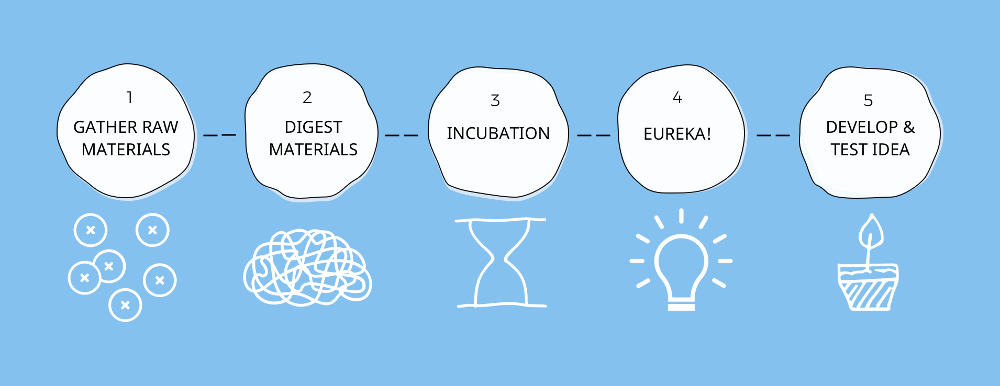 1
GATHER RAW
MATERIALS
2
DIGEST
MATERIALS
3
INCUBATION
4
EUREKA!
5
DEVELOP &
TEST IDEA